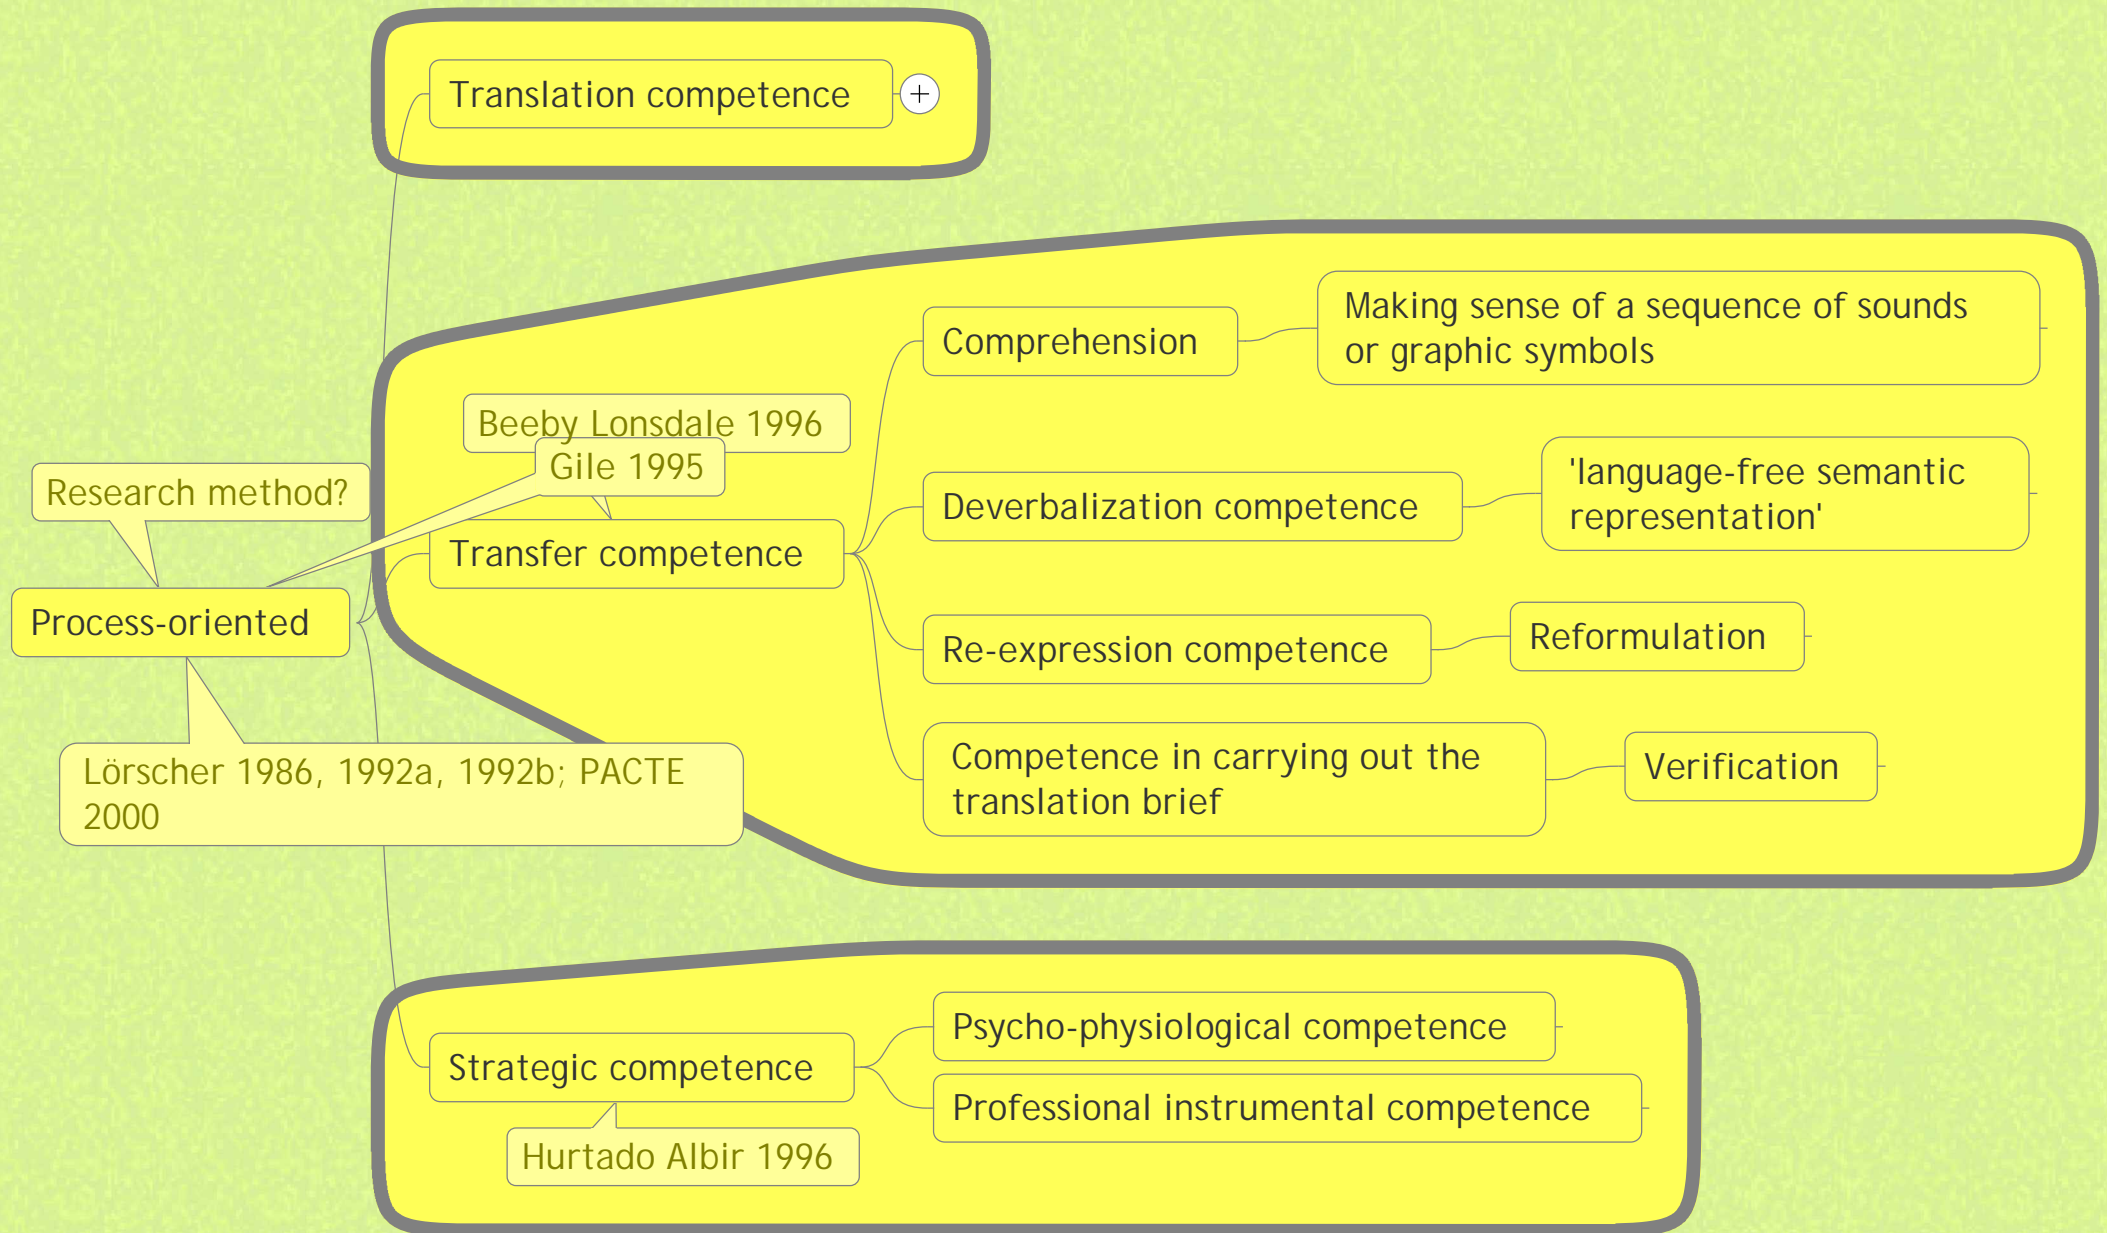 Translation competence
+
Comprehension
Making sense of a sequence of sounds
or graphic symbols
Beeby Lonsdale 1996
Gile 1995
Research method?
Deverbalization competence
'language-free semantic
representation'
Transfer competence
Process-oriented
Re-expression competence
Reformulation
Lörscher 1986, 1992a, 1992b; PACTE
2000
Competence in carrying out the
translation brief
Verification
Strategic competence
Psycho-physiological competence
Professional instrumental competence
Hurtado Albir 1996